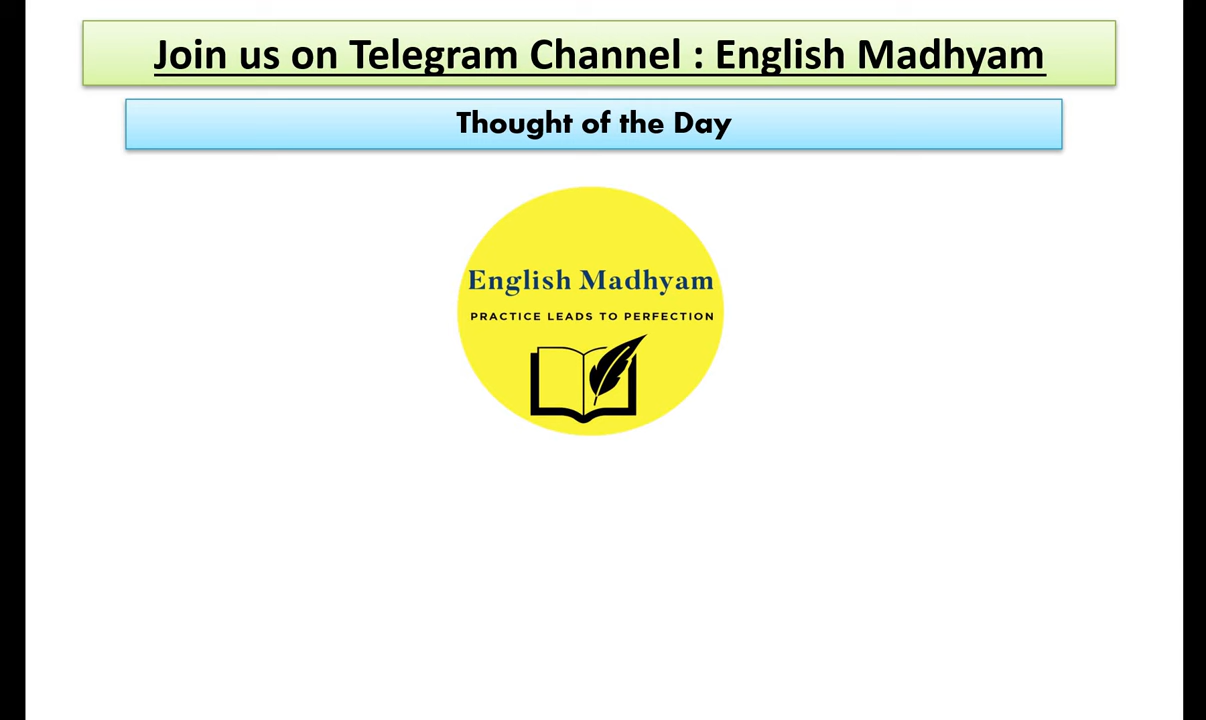 Join us on Telegram Channel : English Madhyam
Thought of the Day
English Madhyam
PRACTICE LEADS TO PERFECTION